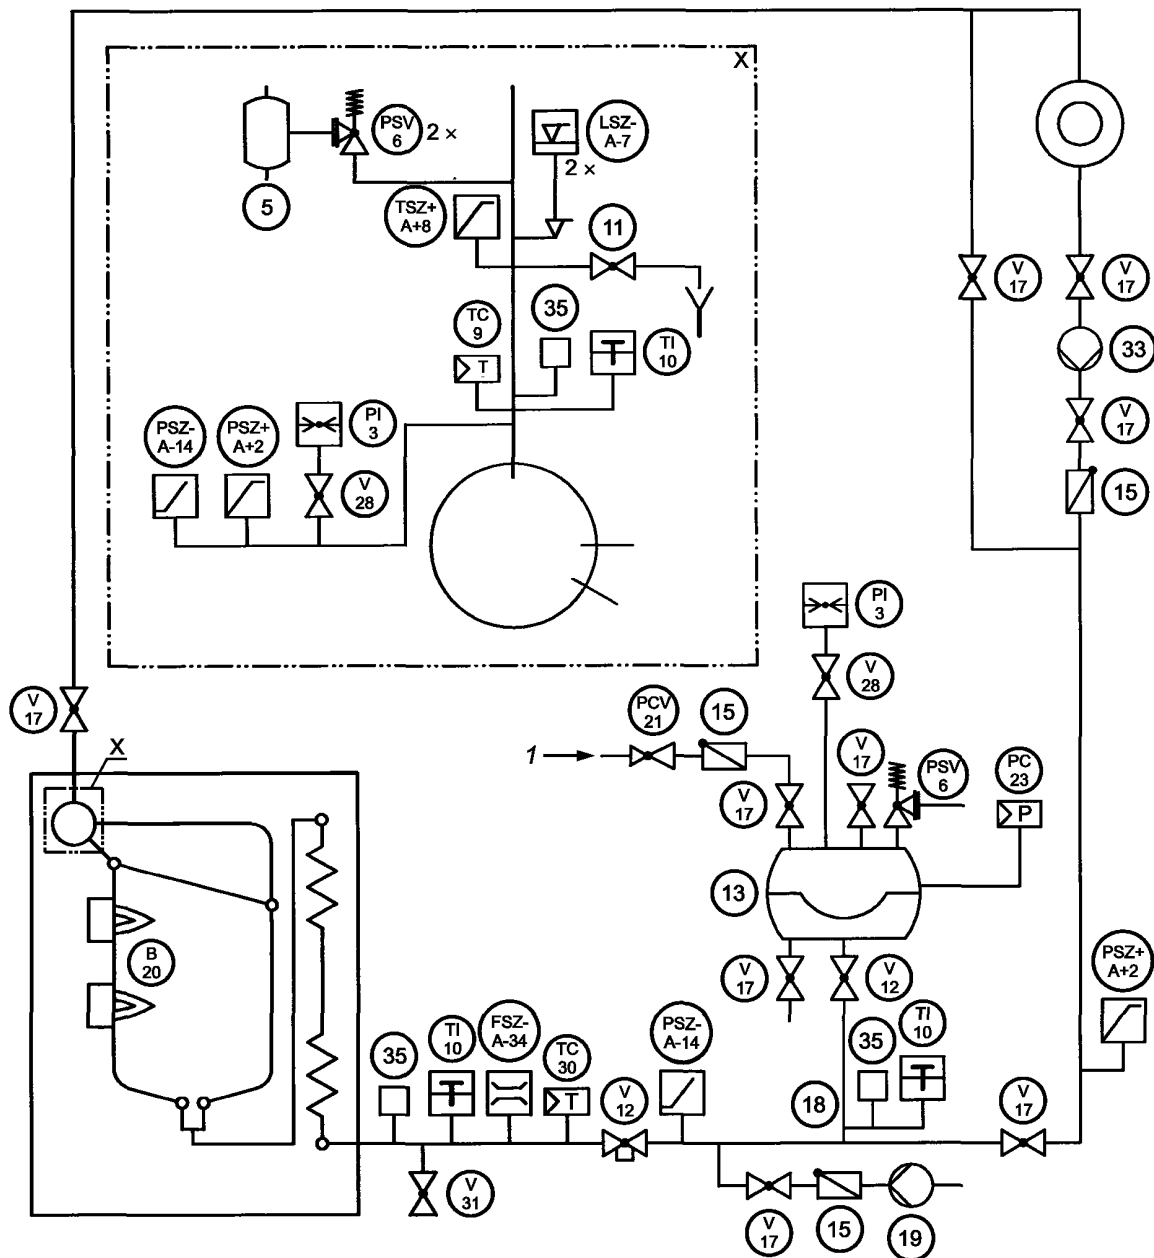 X
PSV
6
2 ×
LSZ-
A-7
2 ×
5
TSZ+
A+8
11
V
17
V
17
TC
9
35
T
T
TI
10
33
PSZ-
A-14
PSZ+
A+2
PI
3
V
17
V
28
15
PI
3
V
28
V
17
PCV
21
15
X
1
V
17
PSV
6
PC
23
V
17
P
13
B
20
V
17
V
12
PSZ+
A+2
35
TI
10
FSZ-
A-34
TC
30
PSZ-
A-14
35
TI
10
T
T
T
V
12
18
V
17
T
V
31
V
17
15
19